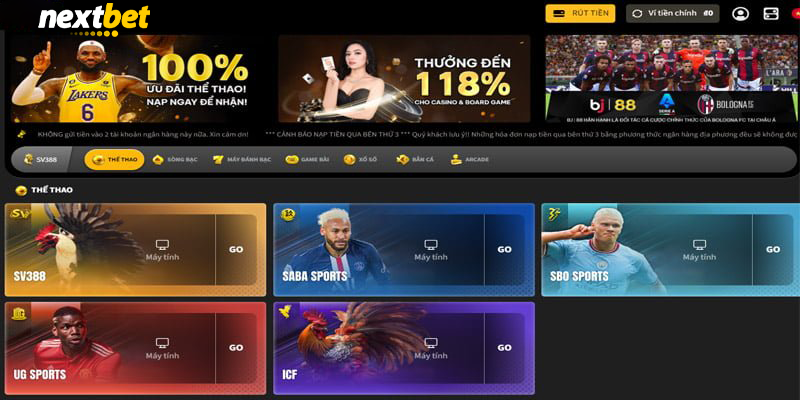 nextbet
RÚT TIỀN
Ví tiền chính
₫0
100%
ƯU ĐÃI THỂ THAO!
NẠP NGAY ĐỂ NHẬN!
LAKERS
6
THƯỞNG ĐẾN
118%
CHO CASINO & BOARD GAME
L'ARA
bj 88
SERIE A
BOLOGNA FC
BJ 88 HÂN HẠNH LÀ ĐỐI TÁC CÁ CƯỢC CHÍNH THỨC CỦA BOLOGNA FC TẠI CHÂU Á
KHÔNG gửi tiền vào 2 tài khoản ngân hàng này nữa. Xin cảm ơn!
*** CẢNH BÁO NẠP TIỀN QUA BÊN THỨ 3 *** Quý khách lưu ý!! Những hóa đơn nạp tiền qua bên thứ 3 bằng phương thức ngân hàng địa phương đều sẽ không đượ
SV388
THỂ THAO
SÒNG BẠC
MÁY ĐÁNH BẠC
GAME BÀI
XỔ SỐ
BẮN CÁ
ARCADE
THỂ THAO
SV388
Máy tính
GO
SABA SPORTS
Máy tính
GO
SBO SPORTS
Máy tính
GO
UG SPORTS
Máy tính
GO
ICF
Máy tính
GO